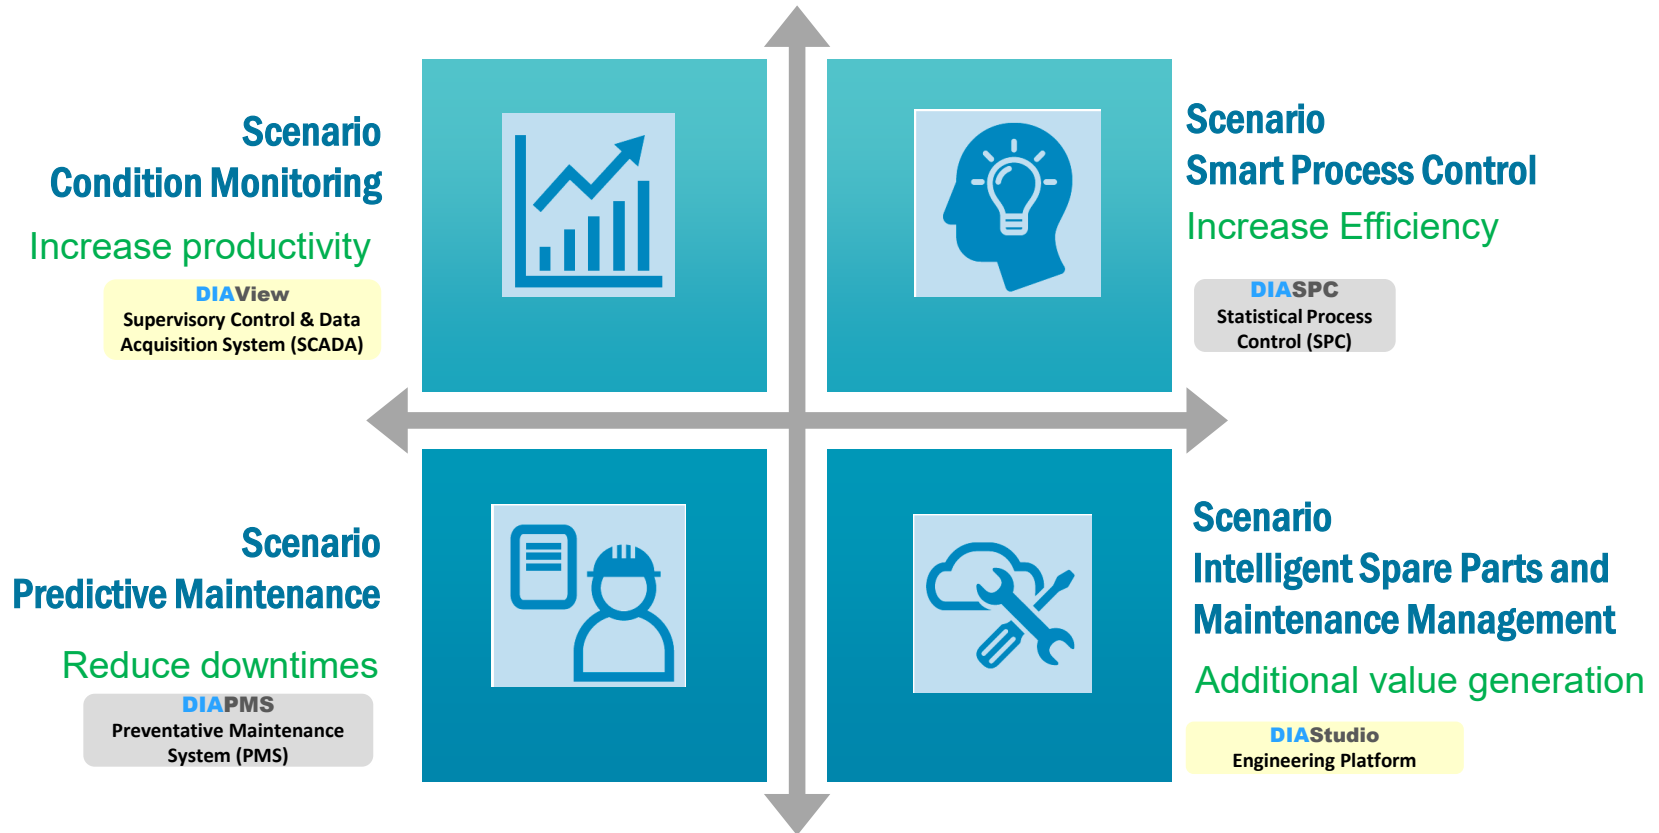 Scenario
Condition Monitoring
Increase productivity
DIAView
Supervisory Control & Data
Acquisition System (SCADA)
Scenario
Smart Process Control
Increase Efficiency
DIASPC
Statistical Process
Control (SPC)
Scenario
Predictive Maintenance
Reduce downtimes
DIAPMS
Preventative Maintenance
System (PMS)
Scenario
Intelligent Spare Parts and
Maintenance Management
Additional value generation
DIAStudio
Engineering Platform